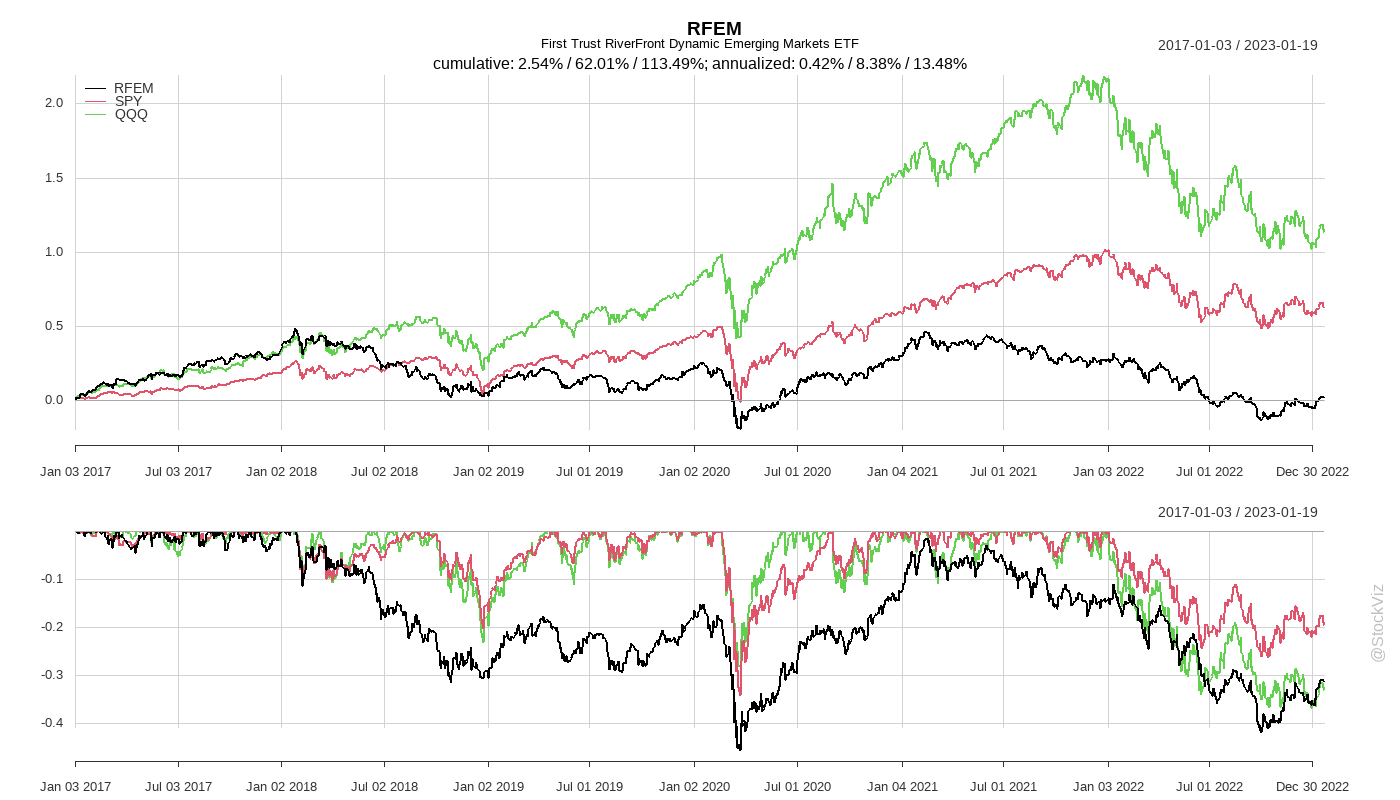 RFEM
First Trust RiverFront Dynamic Emerging Markets ETF
2017-01-03 / 2023-01-19
cumulative: 2.54% / 62.01% / 113.49%; annualized: 0.42% / 8.38% / 13.48%
RFEM
SPY
QQQ
2.0
1.5
1.0
0.5
0.0
Jan 03 2017 Jul 03 2017 Jan 02 2018 Jul 02 2018 Jan 02 2019 Jul 01 2019 Jan 02 2020 Jul 01 2020 Jan 04 2021 Jul 01 2021 Jan 03 2022 Jul 01 2022 Dec 30 2022
2017-01-03 / 2023-01-19
-0.1
-0.2
-0.3
-0.4
Jan 03 2017 Jul 03 2017 Jan 02 2018 Jul 02 2018 Jan 02 2019 Jul 01 2019 Jan 02 2020 Jul 01 2020 Jan 04 2021 Jul 01 2021 Jan 03 2022 Jul 01 2022 Dec 30 2022
@StockViz